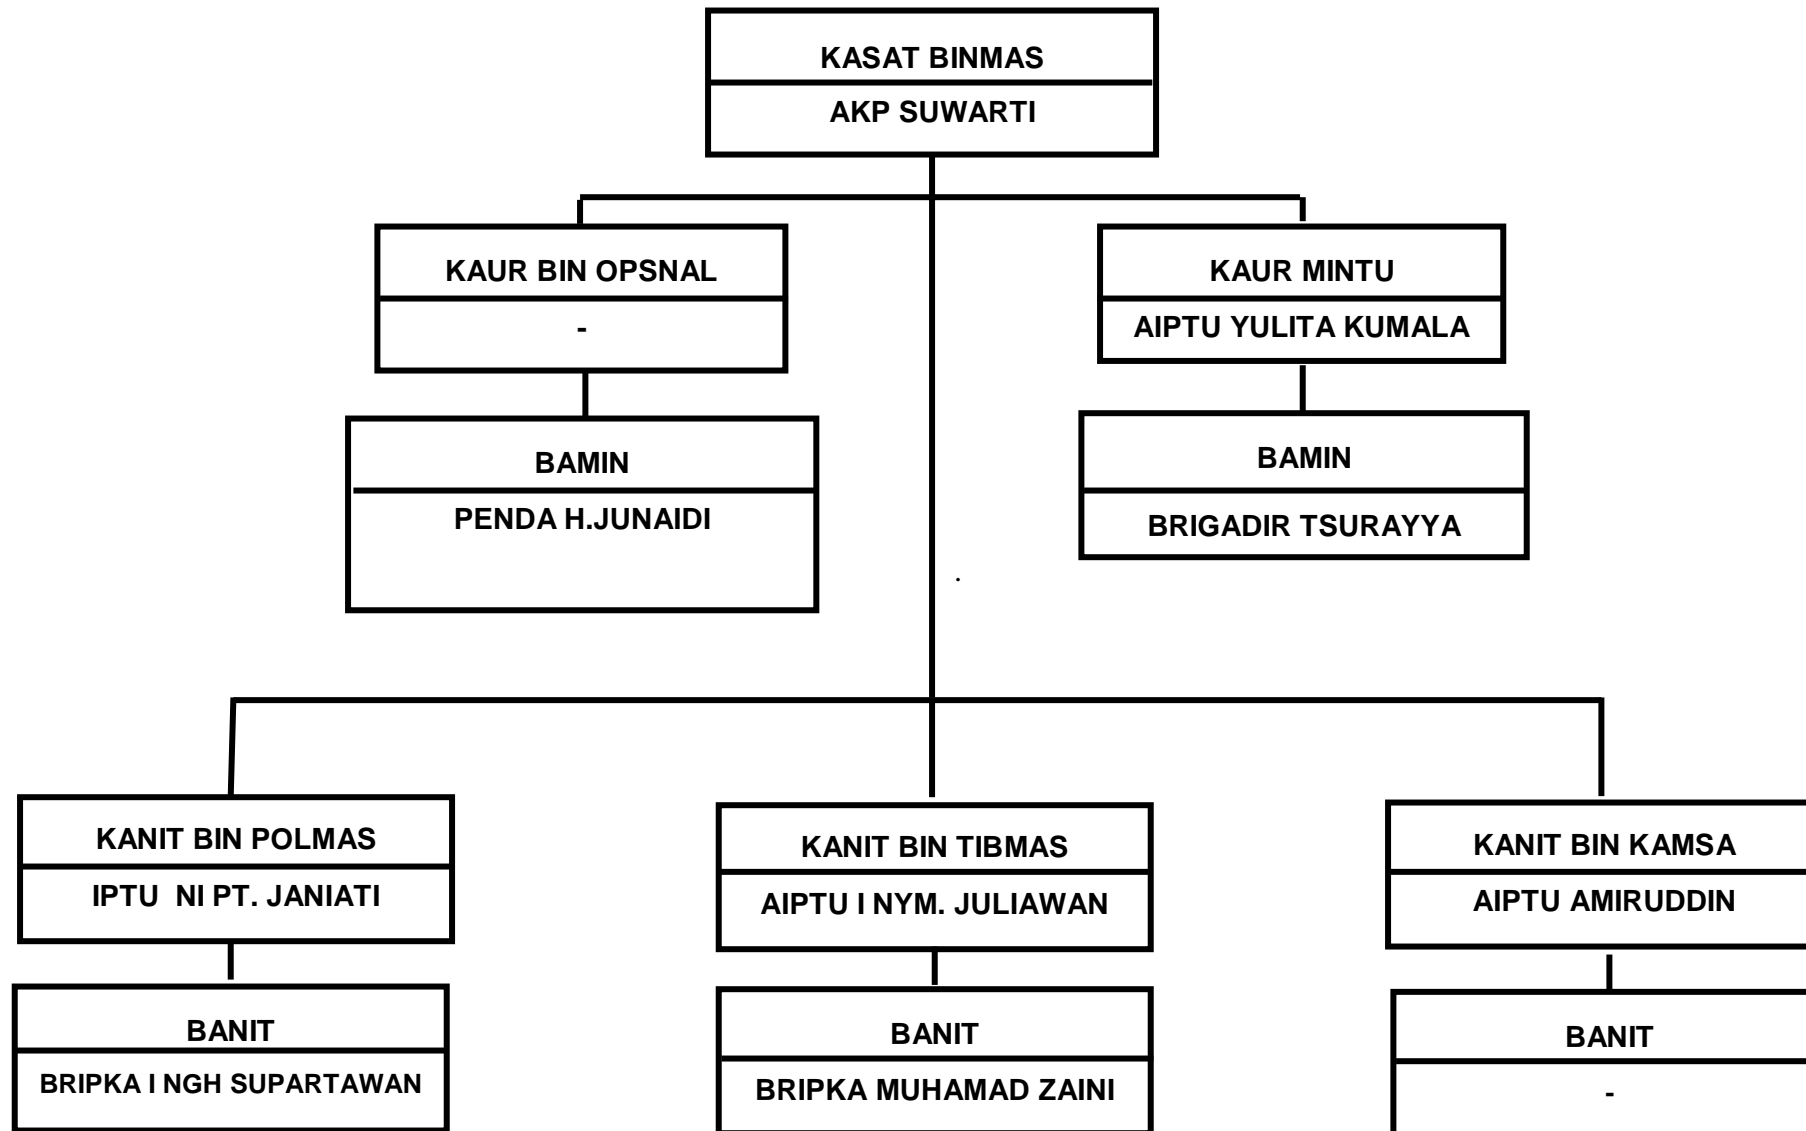 KASAT BINMAS
AKP SUWARTI
KAUR BIN OPSNAL
-
KAUR MINTU
AIPTU YULITA KUMALA
BAMIN
PENDA H.JUNAIDI
BAMIN
BRIGADIR TSURAYYA
.
KANIT BIN POLMAS
IPTU  NI PT. JANIATI
KANIT BIN TIBMAS
AIPTU I NYM. JULIAWAN
KANIT BIN KAMSA
AIPTU AMIRUDDIN
BANIT
BRIPKA I NGH SUPARTAWAN
BANIT
BRIPKA MUHAMAD ZAINI
BANIT
-